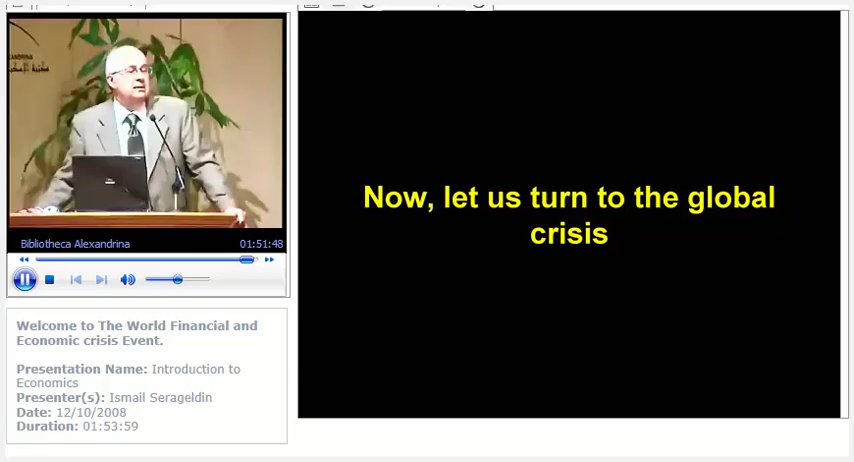 Bibliotheca Alexandrina
01:51:48
Welcome to The World Financial and
Economic crisis Event.
Presentation Name: Introduction to
Economics
Presenter(s): Ismail Serageldin
Date: 12/10/2008
Duration: 01:53:59
Now, let us turn to the global
crisis